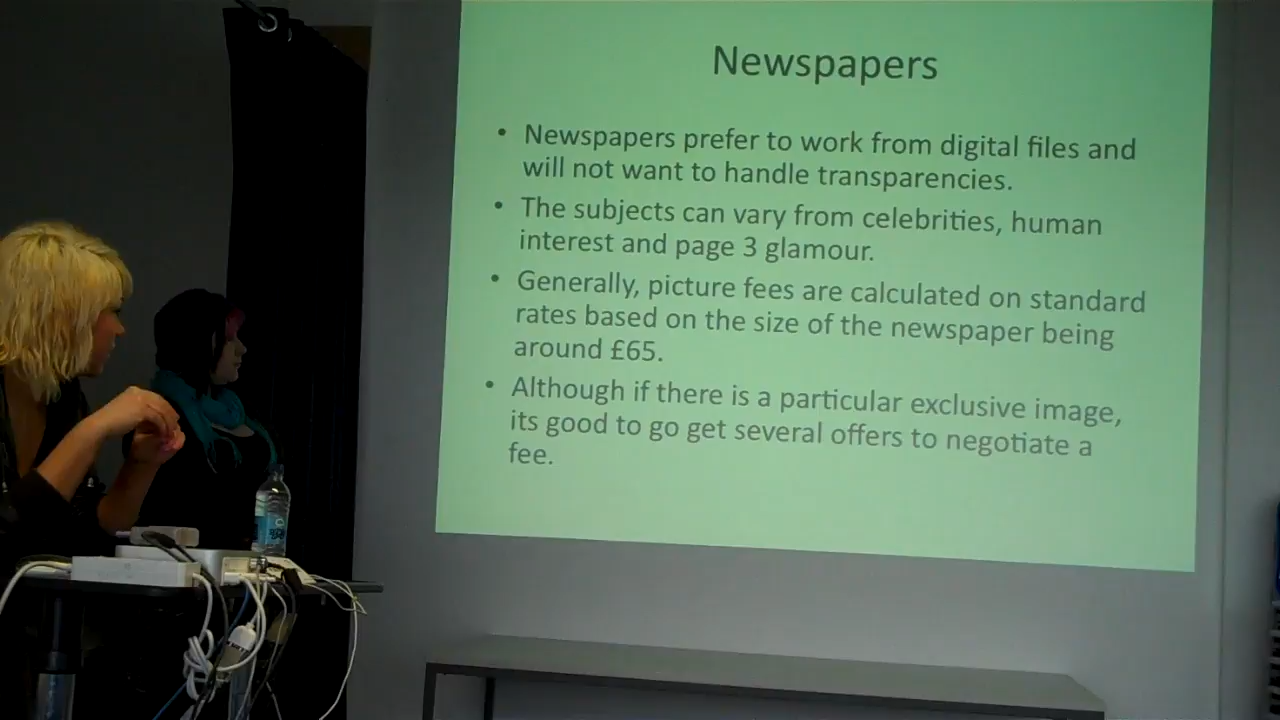 Newspapers
• Newspapers prefer to work from digital files and
will not want to handle transparencies.
• The subjects can vary from celebrities, human
interest and page 3 glamour.
• Generally, picture fees are calculated on standard
rates based on the size of the newspaper being
around £65.
• Although if there is a particular exclusive image,
its good to go get several offers to negotiate a
fee.